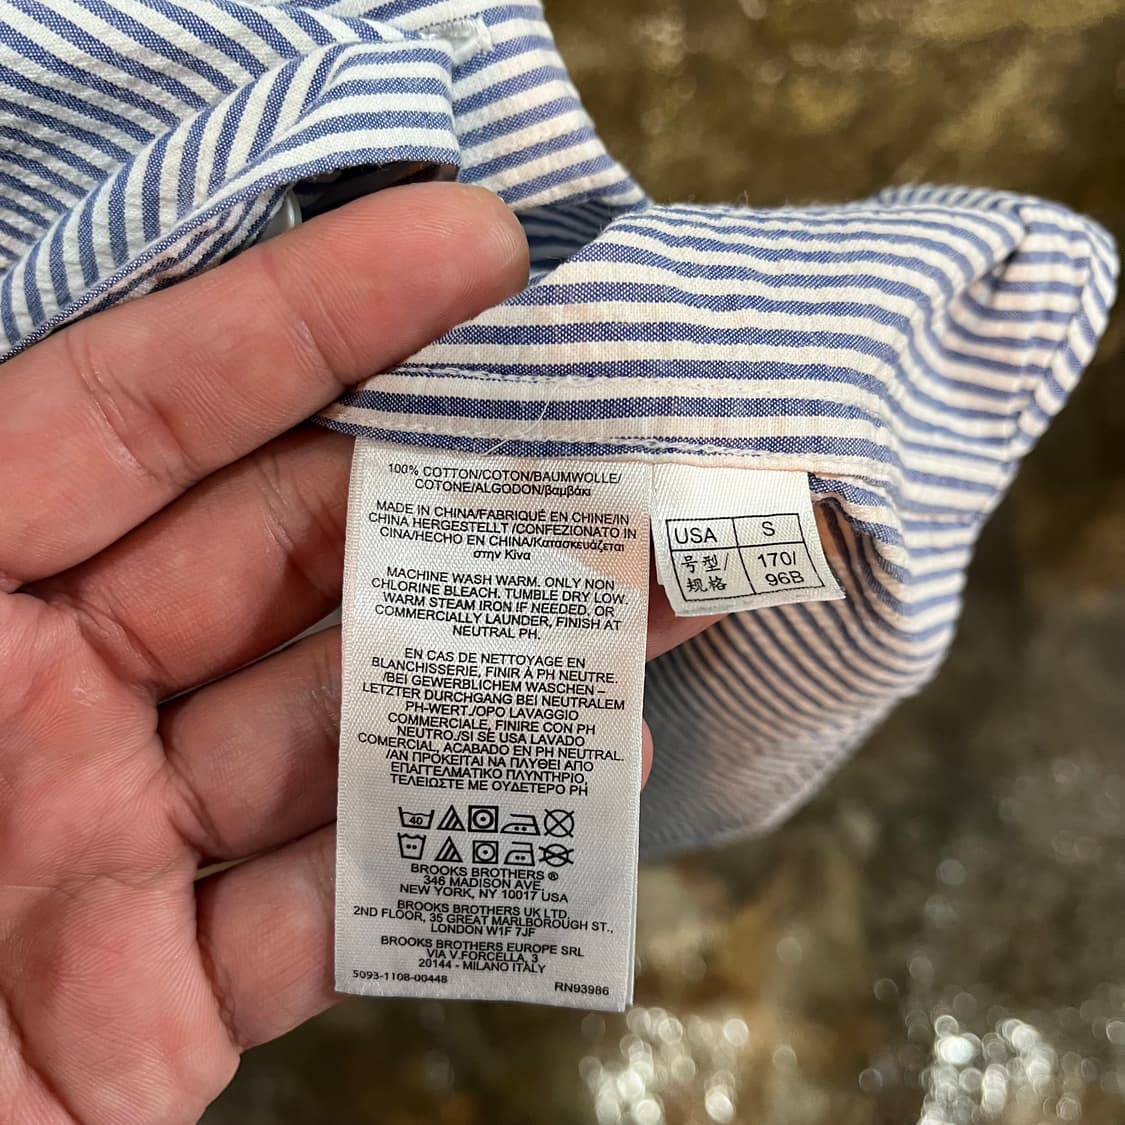 100% COTTON/COTON/BAUMWOLLE/
COTONE/ALGODON/βαμβάκι
MADE IN CHINA/FABRIQUÉ EN CHINE/IN
CHINA HERGESTELLT /CONFEZIONATO IN
CINA/HECHO EN CHINA/Κατασκευάζεται
στην Κίνα
MACHINE WASH WARM. ONLY NON
CHLORINE BLEACH. TUMBLE DRY LOW.
WARM STEAM IRON IF NEEDED, OR
COMMERCIALLY LAUNDER, FINISH AT
NEUTRAL PH.
EN CAS DE NETTOYAGE EN
BLANCHISSERIE, FINIR À PH NEUTRE.
/BEI GEWERBLICHEM WASCHEN –
LETZTER DURCHGANG BEI NEUTRALEM
PH-WERT./OPO LAVAGGIO
COMMERCIALE, FINIRE CON PH
NEUTRO./SI SE USA LAVADO
COMERCIAL, ACABADO EN PH NEUTRAL.
/ΑΝ ΠΡΟΚΕΙΤΑΙ ΝΑ ΠΛΥΘΕΙ ΑΠΟ
ΕΠΑΓΓΕΛΜΑΤΙΚΟ ΠΛΥΝΤΗΡΙΟ,
ΤΕΛΕΙΩΣΤΕ ΜΕ ΟΥΔΕΤΕΡΟ PH
40
BROOKS BROTHERS ®
346 MADISON AVE,
NEW YORK, NY 10017 USA
BROOKS BROTHERS UK LTD,
2ND FLOOR, 35 GREAT MARLBOROUGH ST.,
LONDON W1F 7JF
BROOKS BROTHERS EUROPE SRL
VIA V.FORCELLA, 3
20144 - MILANO ITALY
5093-1108-00448
RN93986
USA S
号型/ 170/
规格 96B